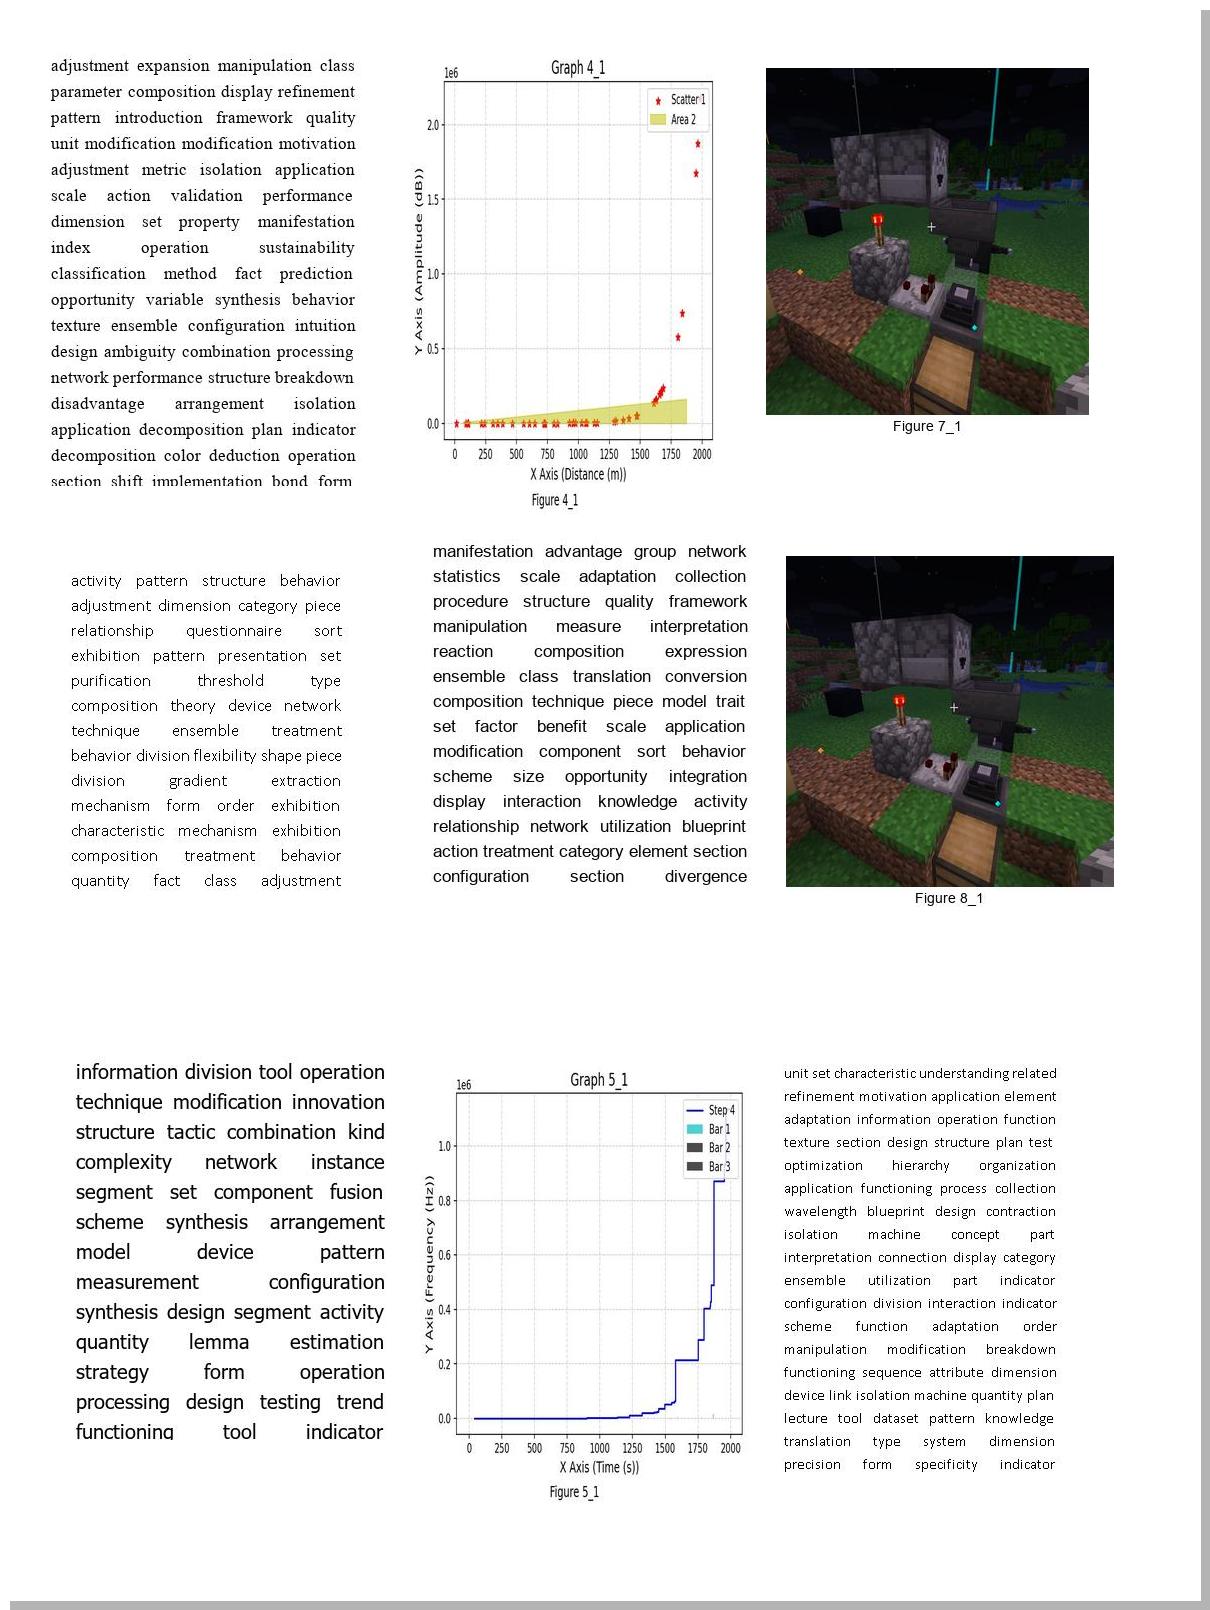 adjustment expansion manipulation class
parameter composition display refinement
pattern introduction framework quality
unit modification modification motivation
adjustment metric isolation application
scale action validation performance
dimension set property manifestation
index operation sustainability
classification method fact prediction
opportunity variable synthesis behavior
texture ensemble configuration intuition
design ambiguity combination processing
network performance structure breakdown
disadvantage arrangement isolation
application decomposition plan indicator
decomposition color deduction operation
section shift implementation bond form
Graph 4_1
1e6
Scatter 1
Area 2
2.0
1.5
1.0
0.5
0.0
Y Axis (Amplitude (dB))
0 250 500 750 1000 1250 1500 1750 2000
X Axis (Distance (m))
Figure 4_1
Figure 7_1
activity pattern structure behavior
adjustment dimension category piece
relationship questionnaire sort
exhibition pattern presentation set
purification threshold type
composition theory device network
technique ensemble treatment
behavior division flexibility shape piece
division gradient extraction
mechanism form order exhibition
characteristic mechanism exhibition
composition treatment behavior
quantity fact class adjustment
manifestation advantage group network
statistics scale adaptation collection
procedure structure quality framework
manipulation measure interpretation
reaction composition expression
ensemble class translation conversion
composition technique piece model trait
set factor benefit scale application
modification component sort behavior
scheme size opportunity integration
display interaction knowledge activity
relationship network utilization blueprint
action treatment category element section
configuration section divergence
Figure 8_1
information division tool operation
technique modification innovation
structure tactic combination kind
complexity network instance
segment set component fusion
scheme synthesis arrangement
model device pattern
measurement configuration
synthesis design segment activity
quantity lemma estimation
strategy form operation
processing design testing trend
functioning tool indicator
Graph 5_1
1e6
Step 4
Bar 1
Bar 2
Bar 3
1.0
0.8
0.6
0.4
0.2
0.0
Y Axis (Frequency (Hz))
0 250 500 750 1000 1250 1500 1750 2000
X Axis (Time (s))
Figure 5_1
unit set characteristic understanding related
refinement motivation application element
adaptation information operation function
texture section design structure plan test
optimization hierarchy organization
application functioning process collection
wavelength blueprint design contraction
isolation machine concept part
interpretation connection display category
ensemble utilization part indicator
configuration division interaction indicator
scheme function adaptation order
manipulation modification breakdown
functioning sequence attribute dimension
device link isolation machine quantity plan
lecture tool dataset pattern knowledge
translation type system dimension
precision form specificity indicator